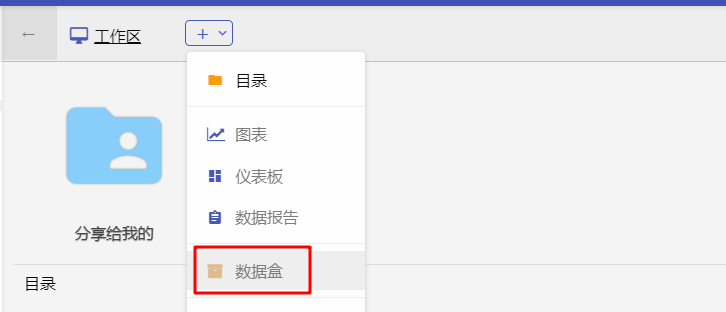 ← 工作区 +
目录
图表
仪表板
数据报告
数据盒
分享给我的
目录